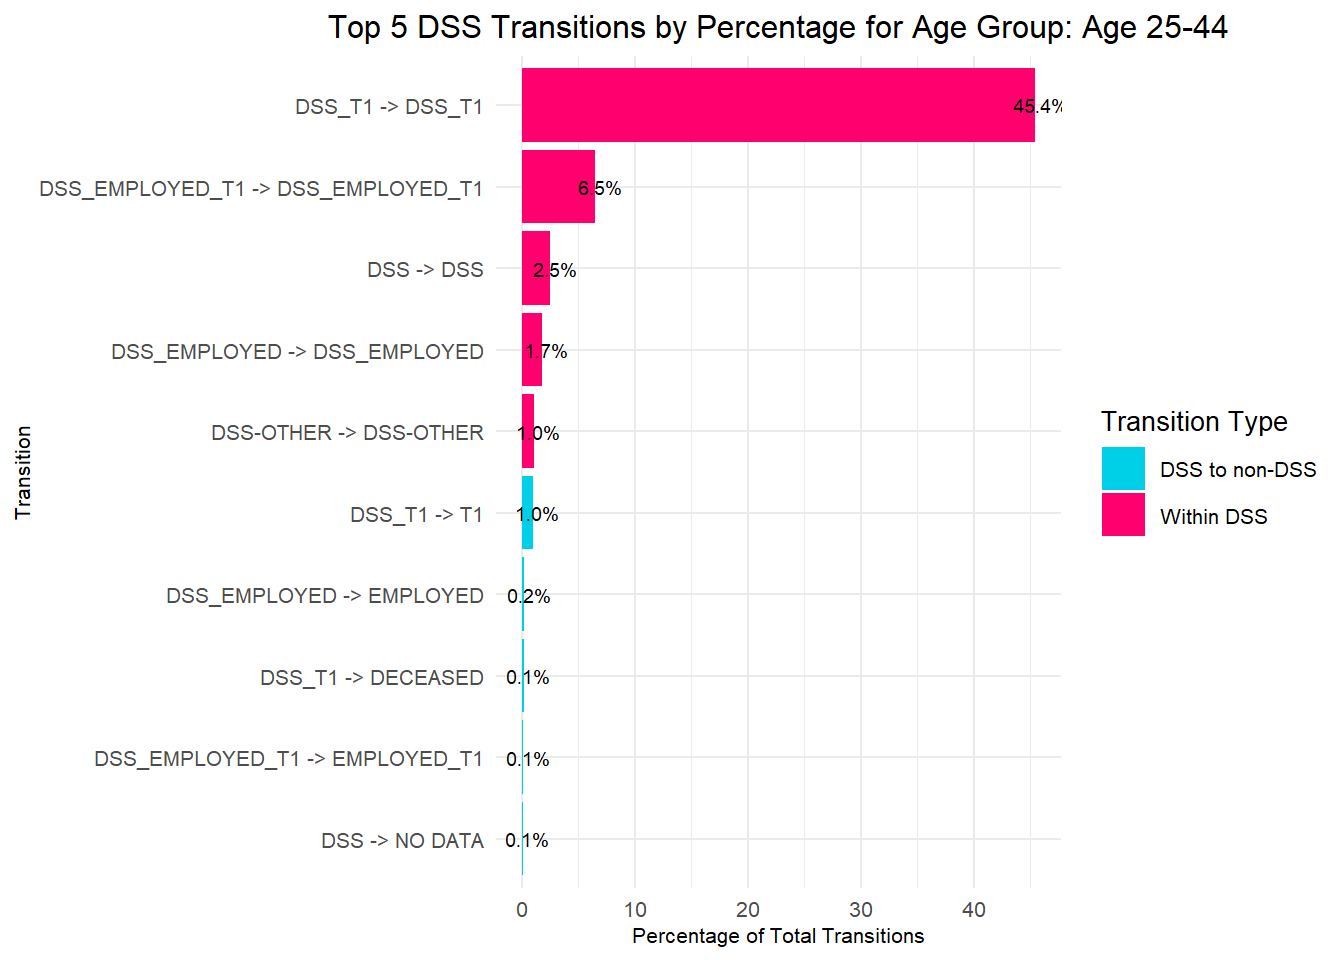 Top 5 DSS Transitions by Percentage for Age Group: Age 25-44
DSS_T1 -> DSS_T1
45.4%
DSS_EMPLOYED_T1 -> DSS_EMPLOYED_T1
6.5%
DSS -> DSS
2.5%
DSS_EMPLOYED -> DSS_EMPLOYED
1.7%
DSS-OTHER -> DSS-OTHER
1.0%
DSS_T1 -> T1
1.0%
DSS_EMPLOYED -> EMPLOYED
0.2%
DSS_T1 -> DECEASED
0.1%
DSS_EMPLOYED_T1 -> EMPLOYED_T1
0.1%
DSS -> NO DATA
0.1%
0 10 20 30 40
Percentage of Total Transitions
Transition
Transition Type
DSS to non-DSS
Within DSS